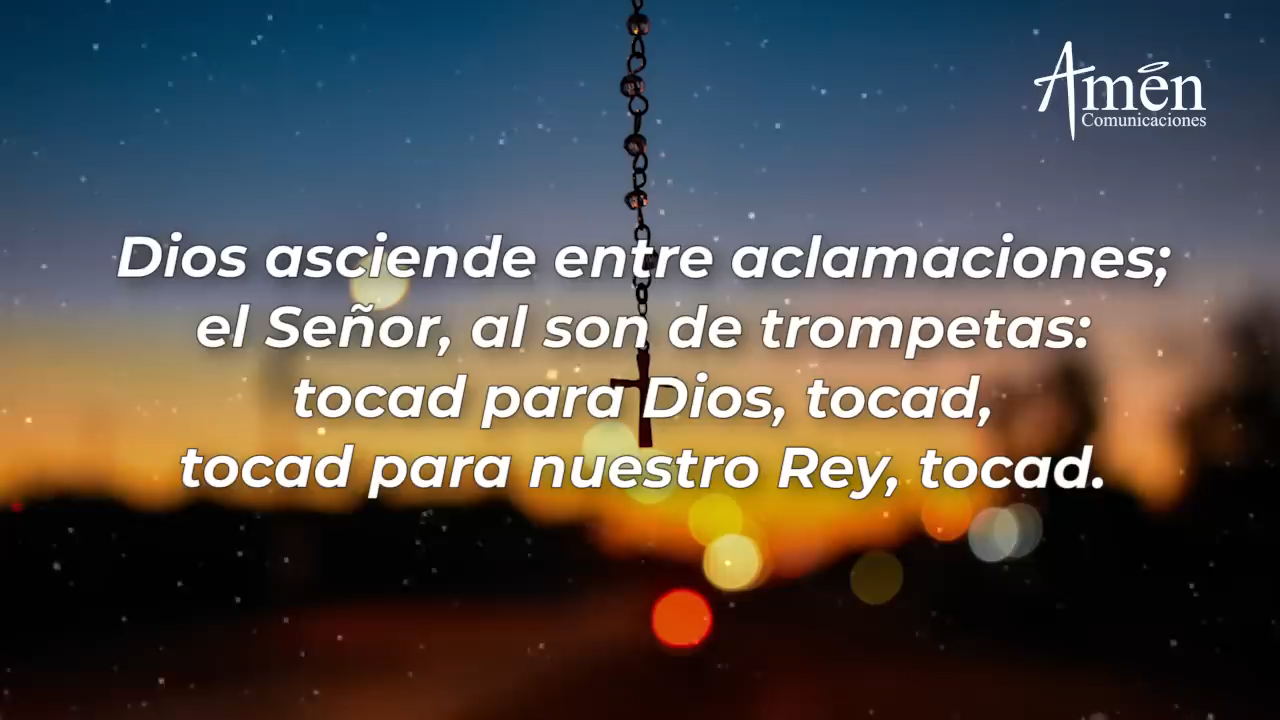 Amén
Comunicaciones
Dios asciende entre aclamaciones;
el Señor, al son de trompetas:
tocad para Dios, tocad,
tocad para nuestro Rey, tocad.